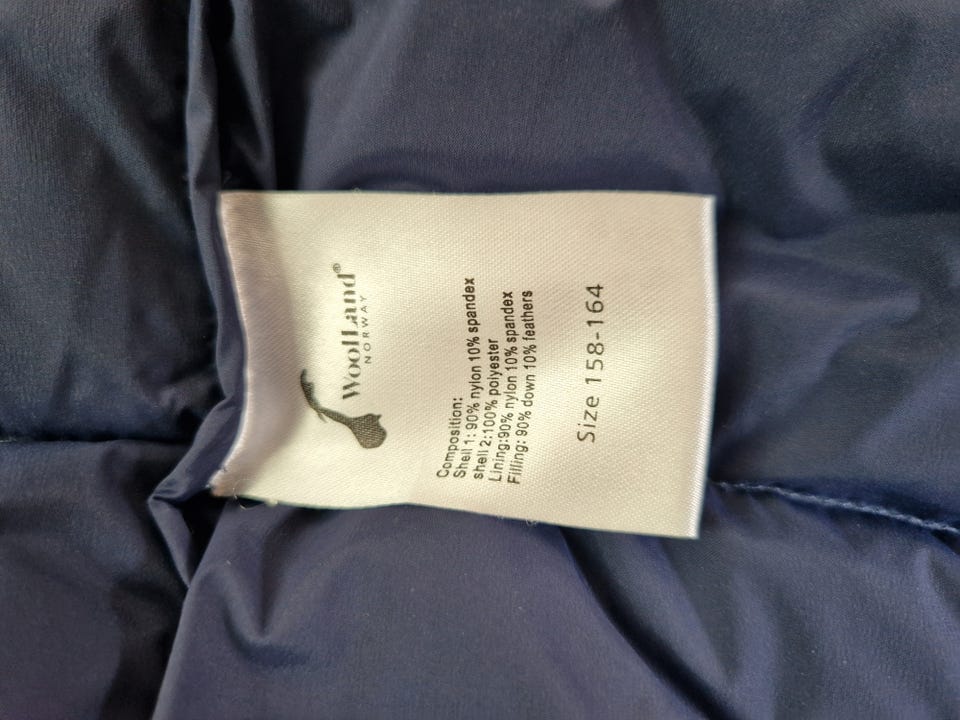 WoolLand®
NORWAY
Composition:
Shell 1: 90% nylon 10% spandex
shell 2:100% polyester
Lining:90% nylon 10% spandex
Filling: 90% down 10% feathers
Size 158-164